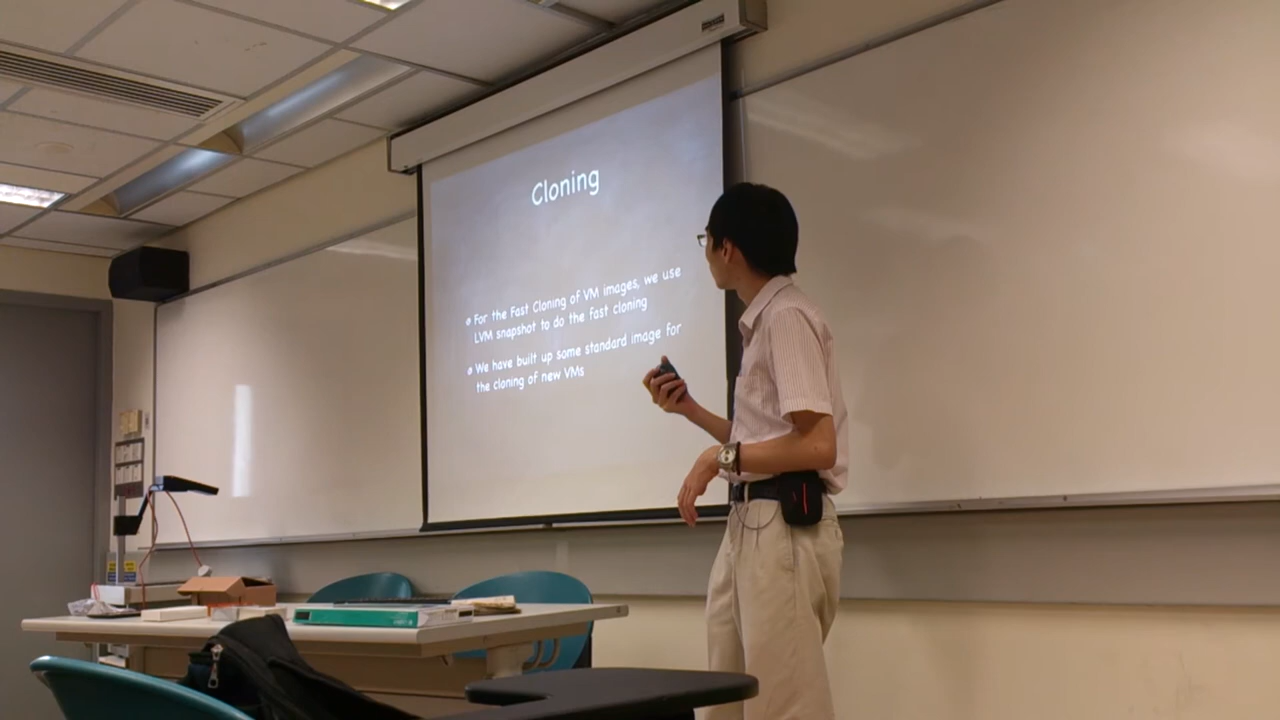 Cloning
For the Fast Cloning of VM images, we use
LVM snapshot to do the fast cloning
We have built up some standard image for
the cloning of new VMs